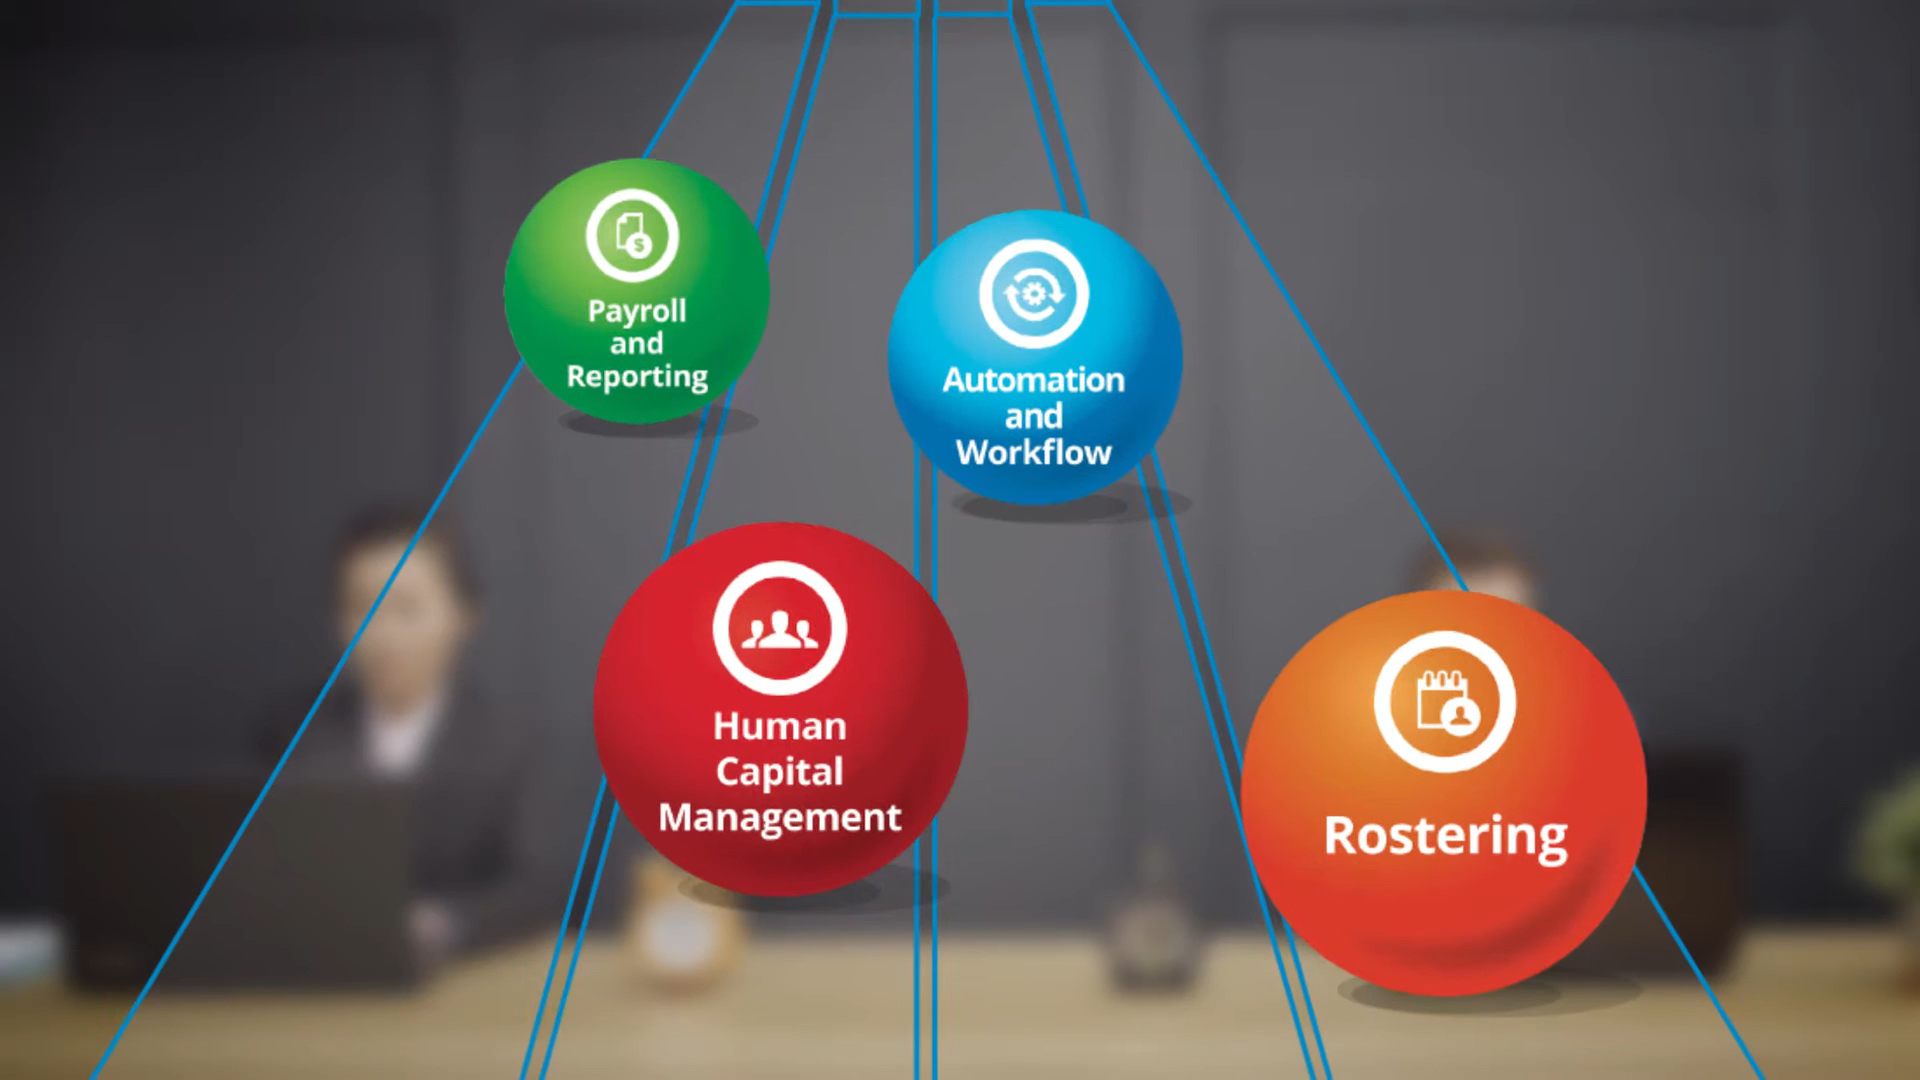 Payroll
and
Reporting
Automation
and
Workflow
Human
Capital
Management
Rostering